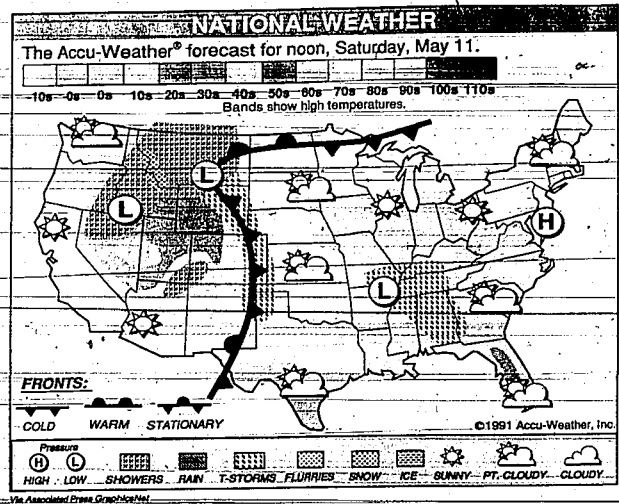 NATIONAL WEATHER
The Accu-Weather® forecast for noon, Saturday, May 11.
-10s -0s 0s 10s 20s 30s 40s 50s 60s 70s 80s 90s 100s 110s
Bands show high temperatures.
L
L
H
L
FRONTS:
COLD WARM STATIONARY
©1991 Accu-Weather, Inc.
Pressure
H L
HIGH LOW SHOWERS RAIN T-STORMS FLURRIES SNOW ICE SUNNY PT. CLOUDY CLOUDY
Via Associated Press GraphicsNet